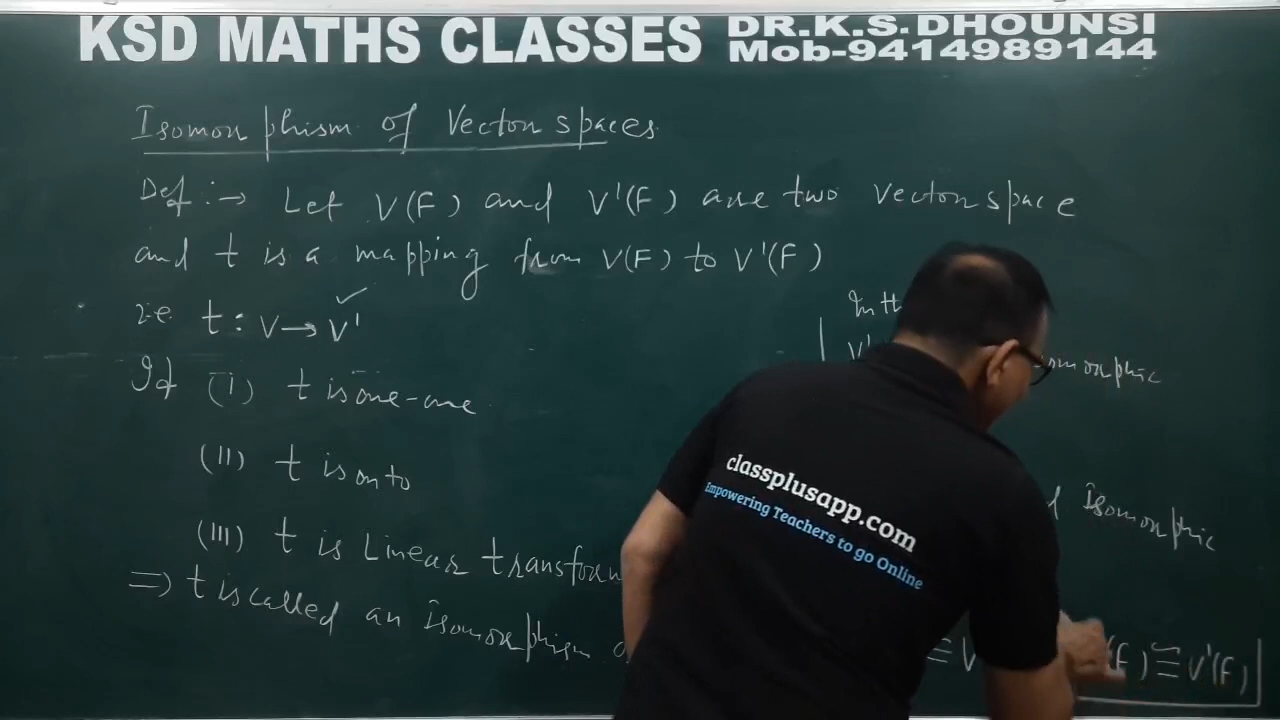 KSD MATHS CLASSES
DR.K.S.DHOUNSI
Mob-9414989144
Isomorphism of Vector spaces
Def :→ Let V(F) and V'(F) are two vector space
and t is a mapping from V(F) to V'(F)
i.e. t : V → V' ✓
If (I) t is one-one
(II) t is onto
(III) t is Linear
⇒ t is called an Isomorphism
V'
Isomorphic
≡ V
≅ V'(F)
classplusapp.com
Empowering Teachers to go Online